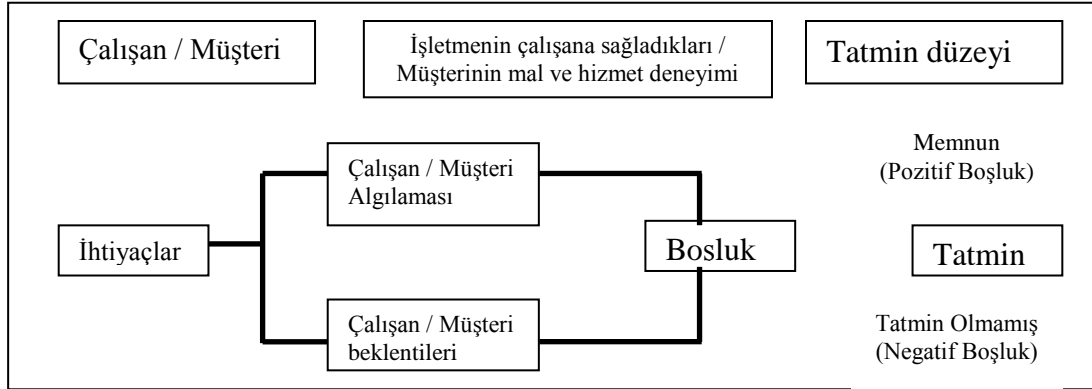 Çalışan / Müşteri
İşletmenin çalışana sağladıkları /
Müşterinin mal ve hizmet deneyimi
Tatmin düzeyi
Memnun
(Pozitif Boşluk)
Çalışan / Müşteri
Algılaması
İhtiyaçlar
Bosluk
Tatmin
Çalışan / Müşteri
beklentileri
Tatmin Olmamış
(Negatif Boşluk)